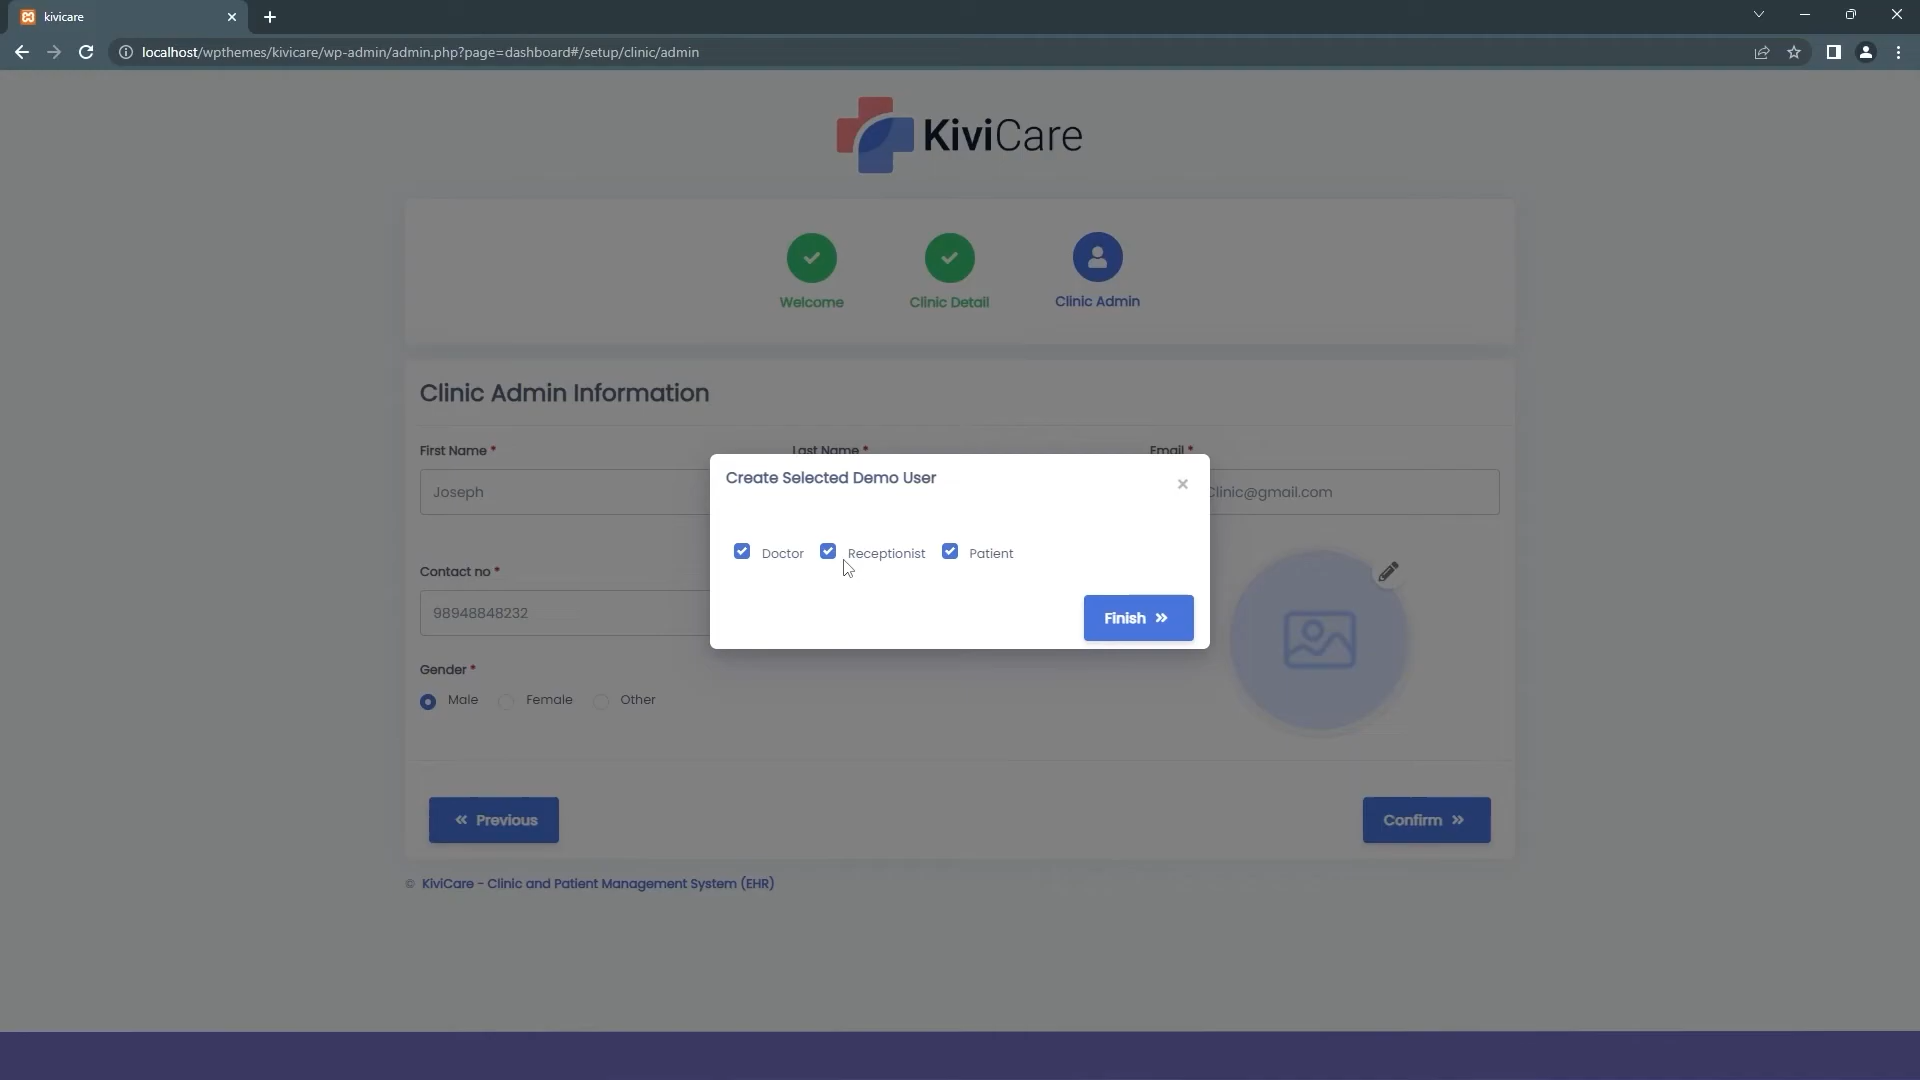 kivicare
localhost/wpthemes/kivicare/wp-admin/admin.php?page=dashboard#/setup/clinic/admin
KiviCare
Welcome
Clinic Detail
Clinic Admin
Clinic Admin Information
First Name *
Last Name *
Email *
Joseph
Clinic@gmail.com
Create Selected Demo User
Doctor
Receptionist
Patient
Finish
Contact no *
98948848232
Gender *
Male
Female
Other
Previous
Confirm
© KiviCare - Clinic and Patient Management System (EHR)